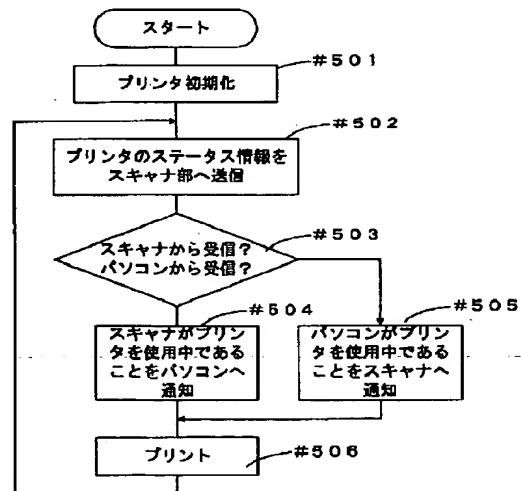 スタート
#501
プリンタ初期化
#502
プリンタのステータス情報を
スキャナ部へ送信
#503
スキャナから受信?
パソコンから受信?
#504
スキャナがプリン
タを使用中である
ことをパソコンへ
通知
#505
パソコンがプリン
タを使用中である
ことをスキャナへ
通知
#506
プリント